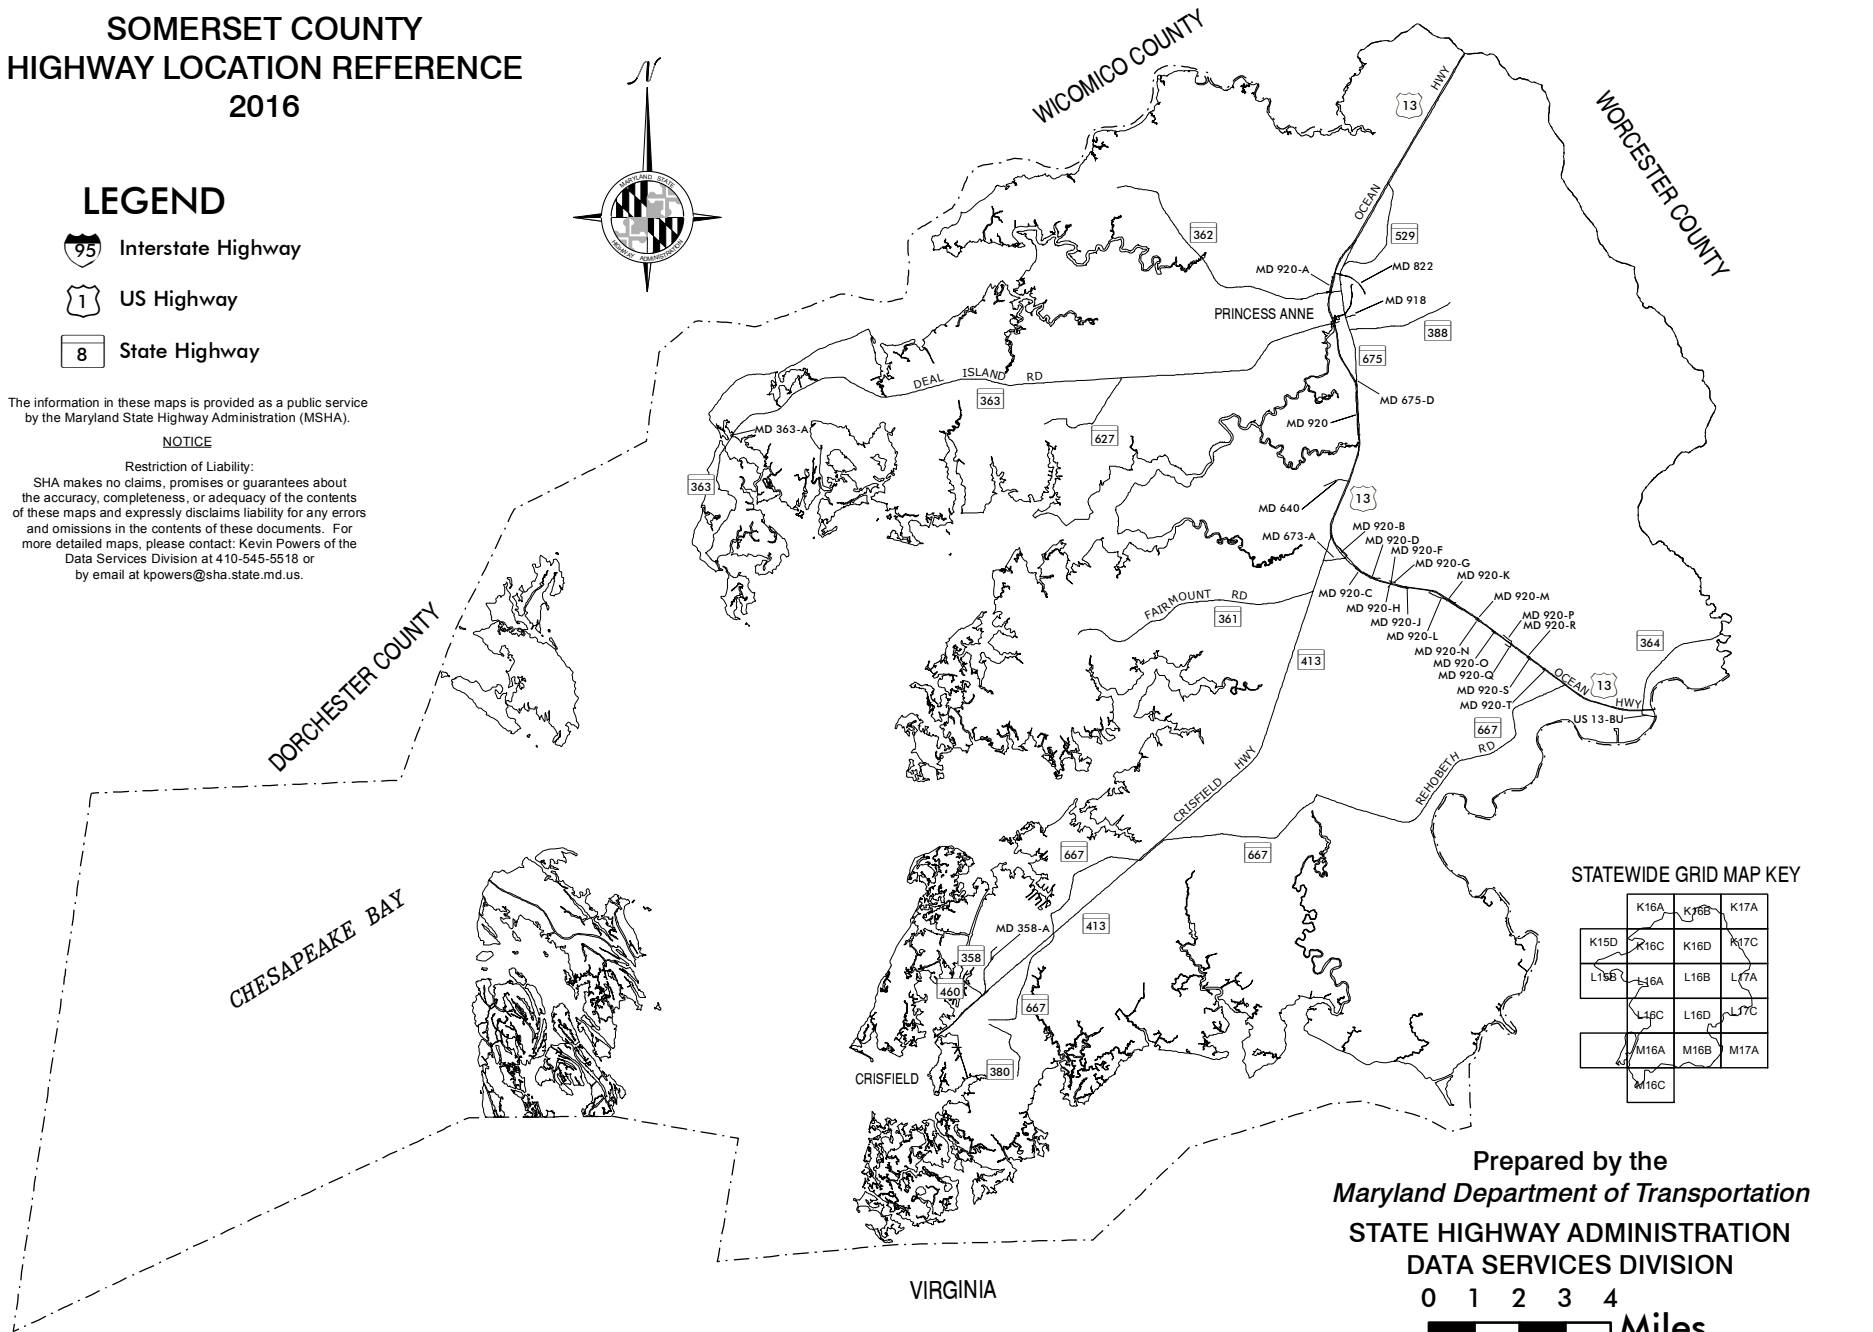 SOMERSET COUNTY
HIGHWAY LOCATION REFERENCE
2016
LEGEND
95 Interstate Highway
1 US Highway
8 State Highway
The information in these maps is provided as a public service
by the Maryland State Highway Administration (MSHA).
NOTICE
Restriction of Liability:
SHA makes no claims, promises or guarantees about
the accuracy, completeness, or adequacy of the contents
of these maps and expressly disclaims liability for any errors
and omissions in the contents of these documents. For
more detailed maps, please contact: Kevin Powers of the
Data Services Division at 410-545-5518 or
by email at kpowers@sha.state.md.us.
N
MARYLAND STATE
HIGHWAY ADMINISTRATION
WICOMICO COUNTY
WORCESTER COUNTY
DORCHESTER COUNTY
CHESAPEAKE BAY
VIRGINIA
HWY
13
OCEAN
362
529
MD 920-A
MD 822
MD 918
PRINCESS ANNE
388
675
DEAL ISLAND RD
363
MD 675-D
MD 363-A
627
MD 920
363
13
MD 640
MD 920-B
MD 673-A
MD 920-D
MD 920-F
MD 920-G
MD 920-K
MD 920-C
MD 920-M
FAIRMOUNT RD
361
MD 920-H
MD 920-P
MD 920-J
MD 920-R
MD 920-L
364
MD 920-N
413
MD 920-O
MD 920-Q
OCEAN
13
MD 920-S
HWY
MD 920-T
US 13-BU
667
REHOBETH RD
CRISFIELD HWY
667
667
413
MD 358-A
358
460
667
380
CRISFIELD
STATEWIDE GRID MAP KEY
K16A K16B K17A
K15D K16C K16D K17C
L15B L16A L16B L17A
L16C L16D L17C
M16A M16B M17A
M16C
Prepared by the
Maryland Department of Transportation
STATE HIGHWAY ADMINISTRATION
DATA SERVICES DIVISION
0 1 2 3 4
Miles